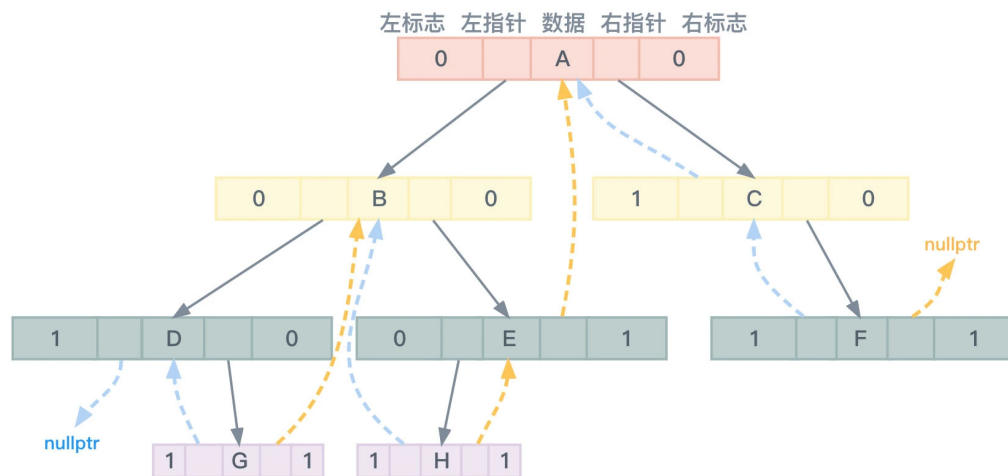 左标志 左指针 数据 右指针 右标志
0 A 0
0 B 0
1 C 0
nullptr
1 D 0
0 E 1
1 F 1
nullptr
1 G 1
1 H 1